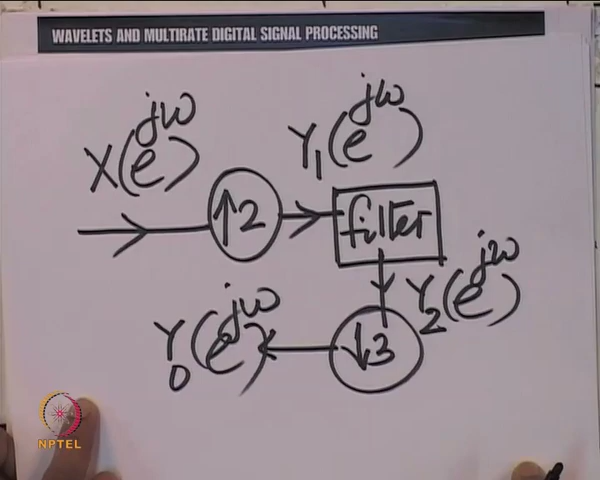 WAVELETS AND MULTIRATE DIGITAL SIGNAL PROCESSING
X(e^{jω})
Y₁(e^{jω})
↑2
filter
Y₂(e^{jω})
Y₀(e^{jω})
↓3
NPTEL